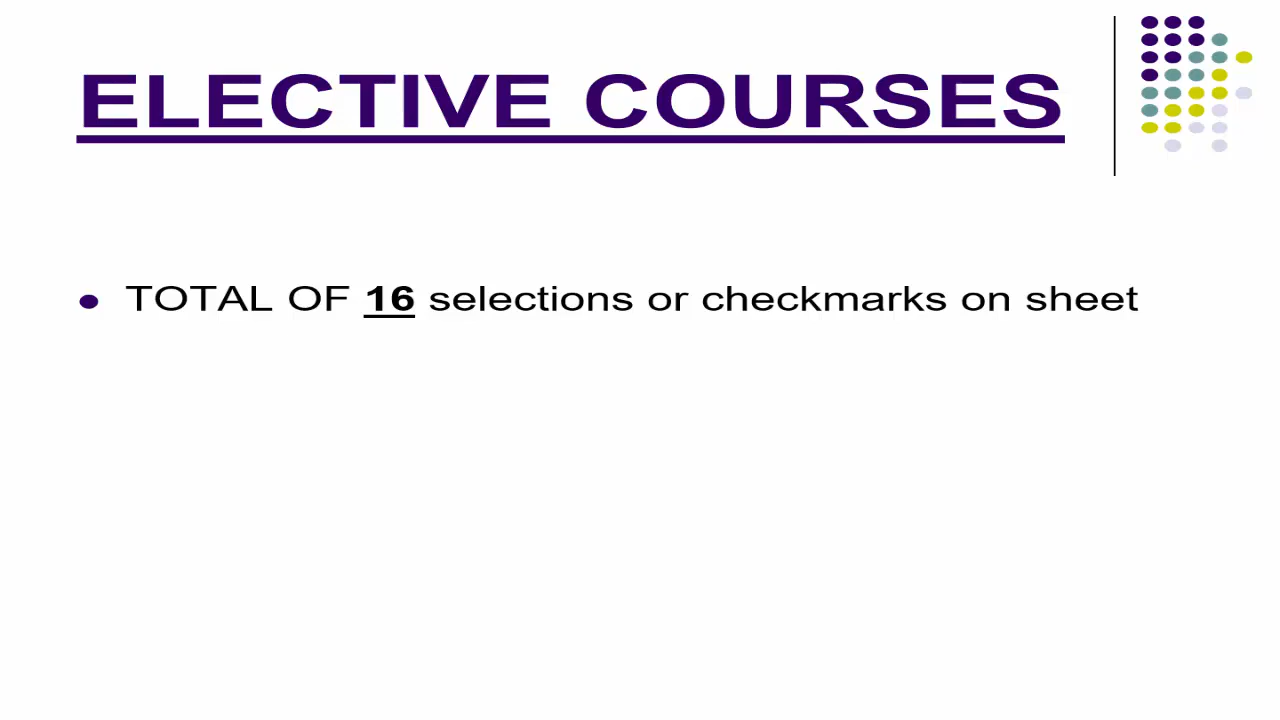 ELECTIVE COURSES
TOTAL OF 16 selections or checkmarks on sheet